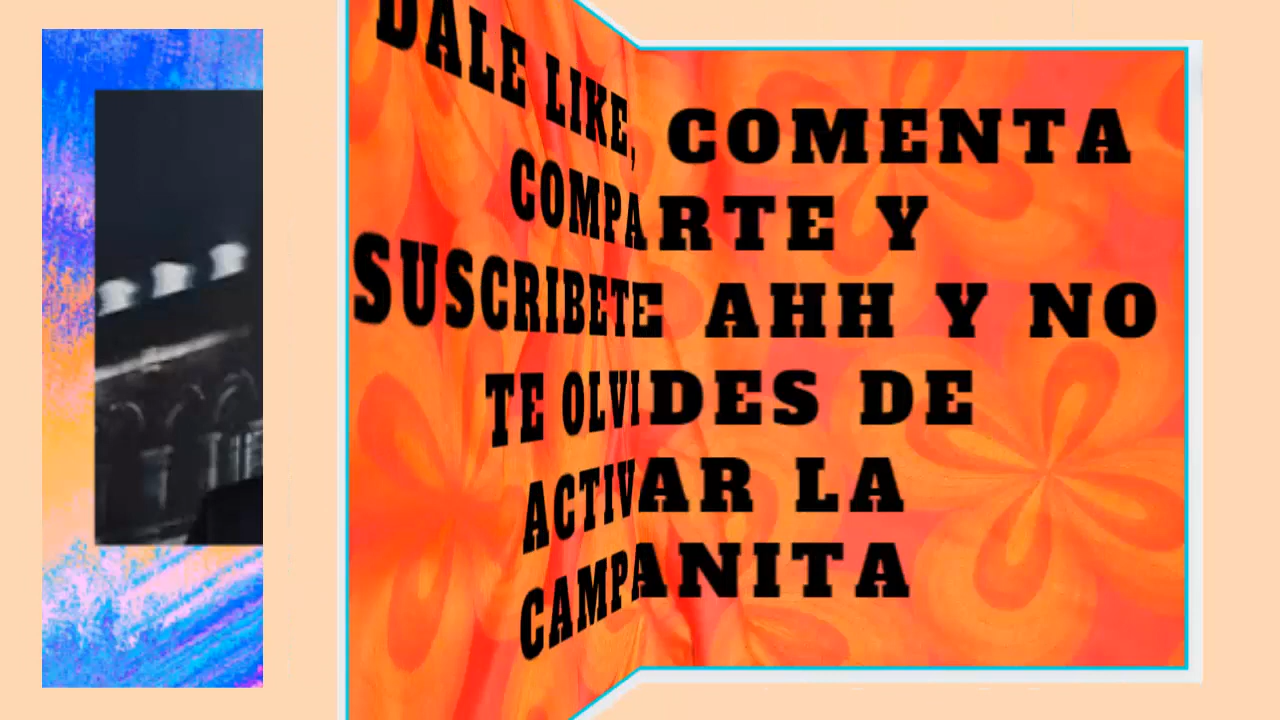 DALE LIKE, COMENTA
COMPARTE Y
SUSCRIBETE AHH Y NO
TE OLVIDES DE
ACTIVAR LA
CAMPANITA